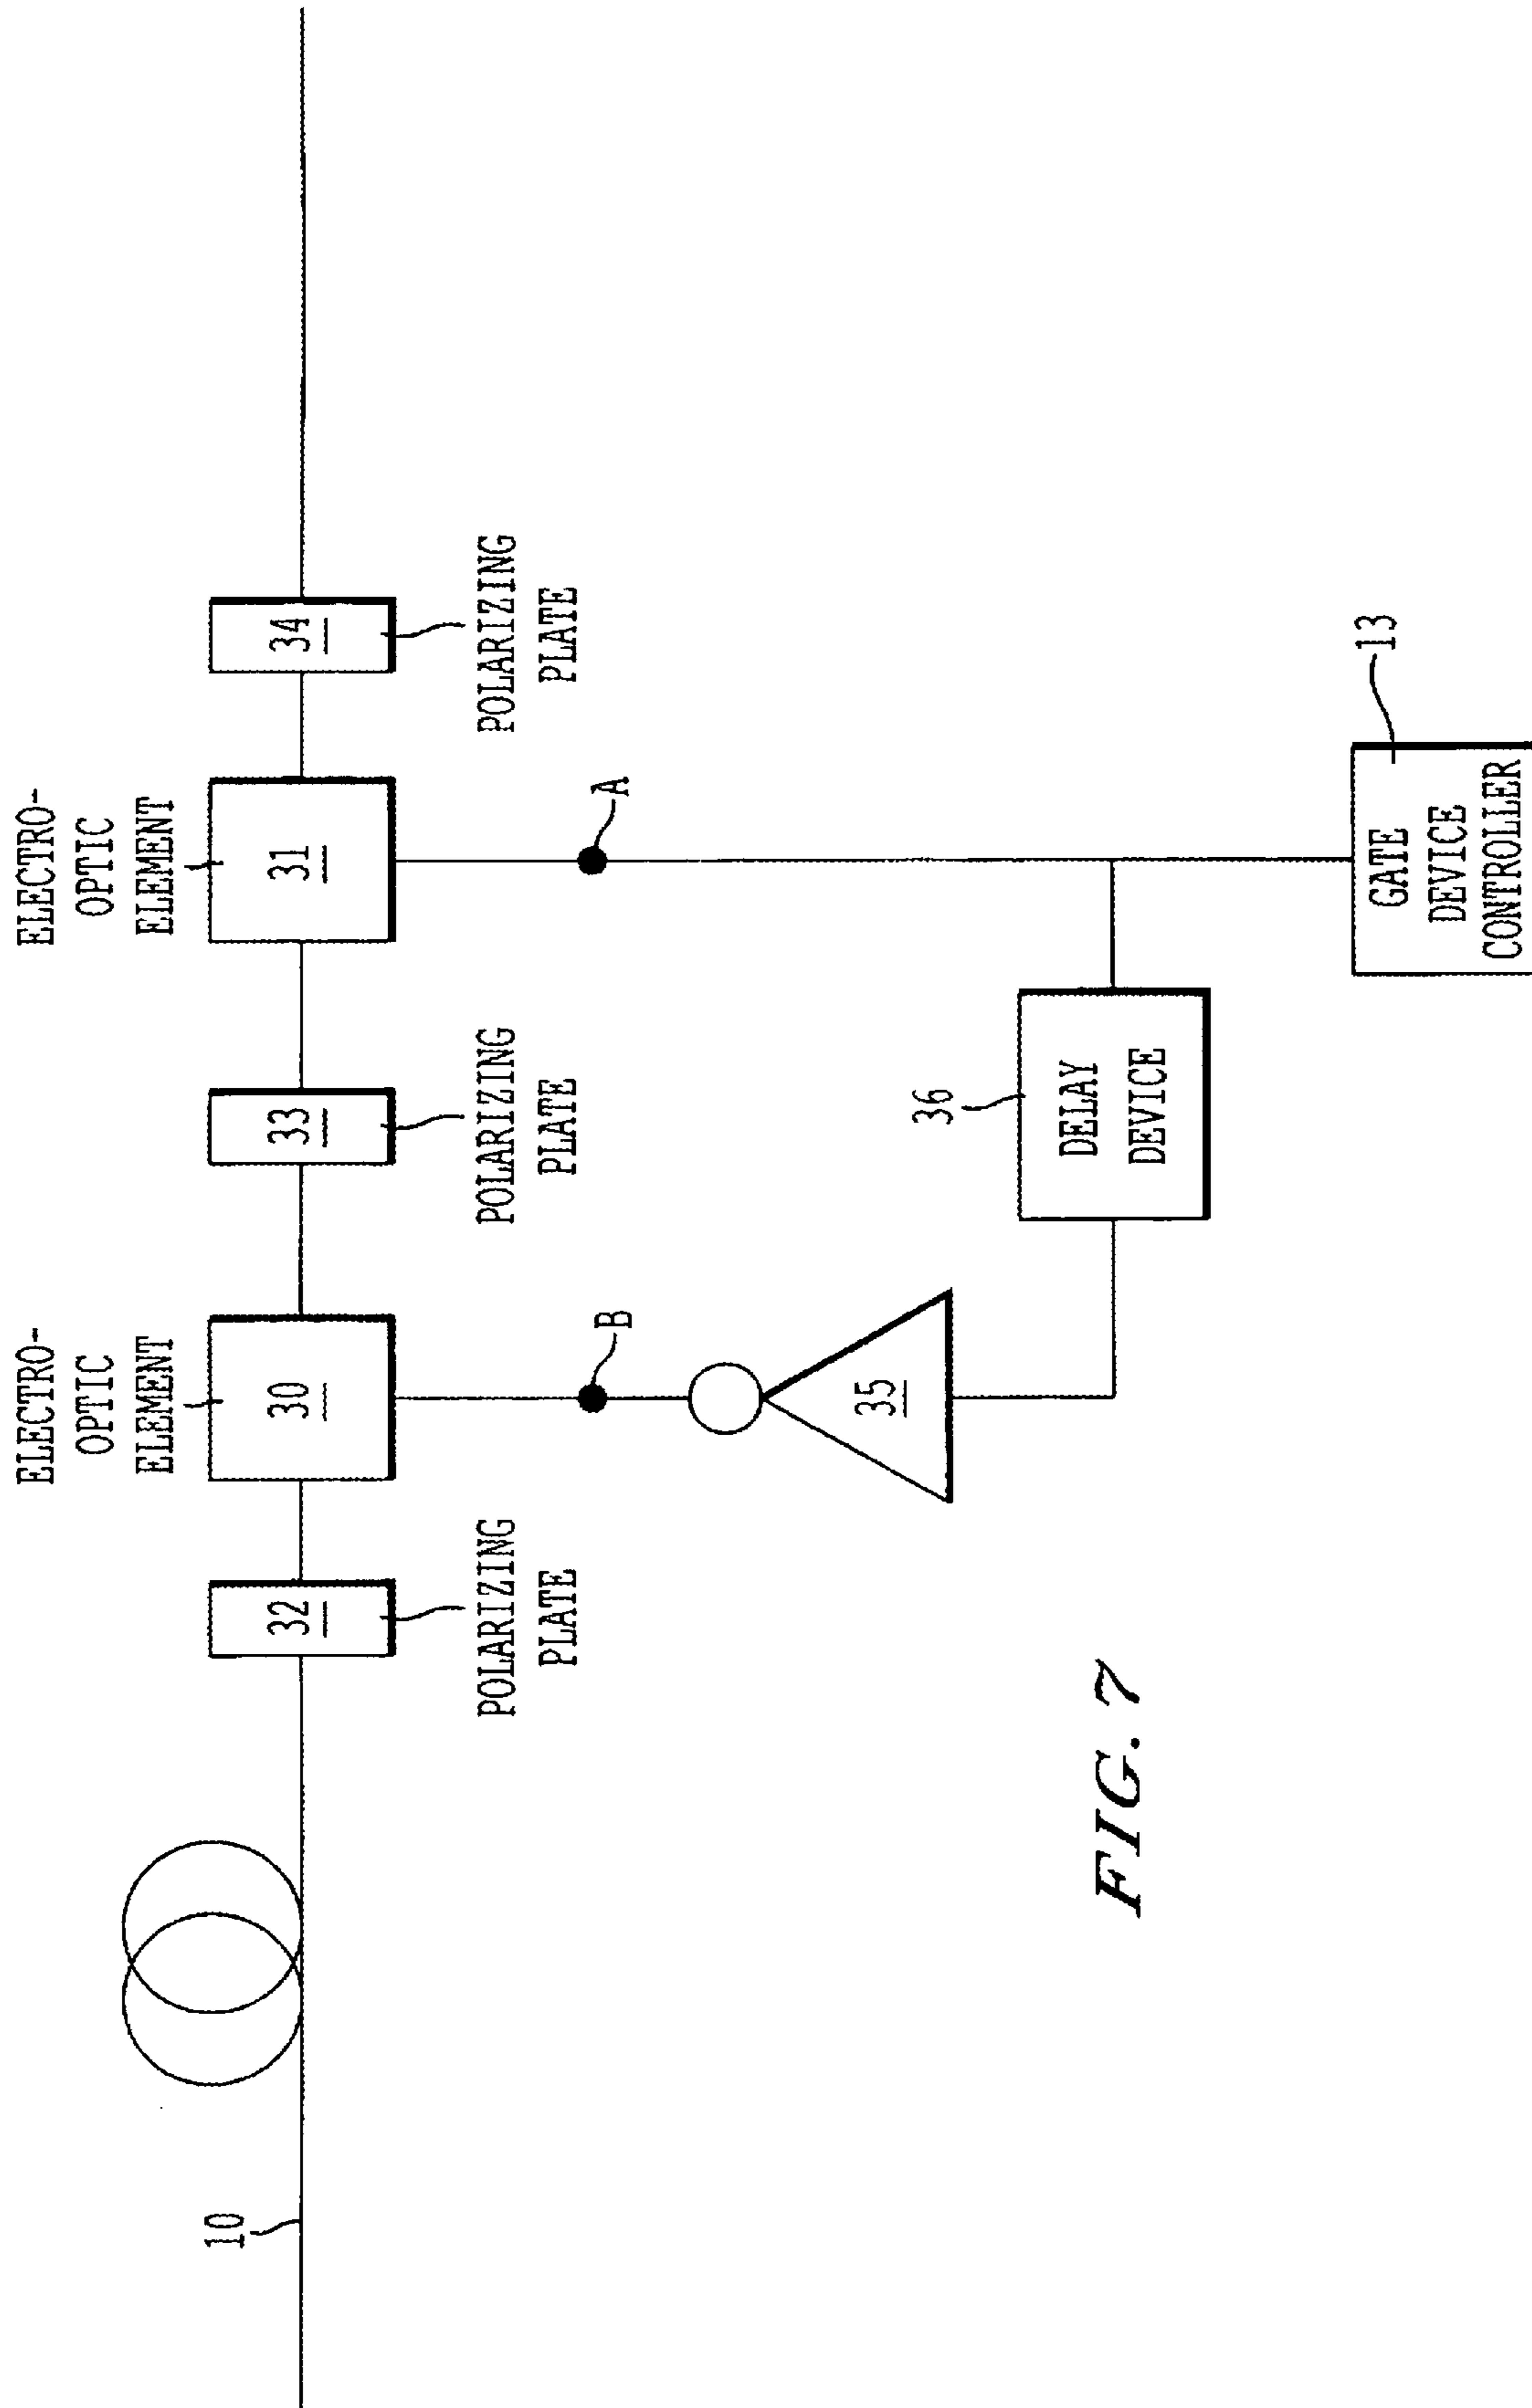 10
32
POLARIZING
PLATE
ELECTRO-
OPTIC
ELEMENT
30
B
35
33
POLARIZING
PLATE
36
DELAY
DEVICE
ELECTRO-
OPTIC
ELEMENT
31
A
34
POLARIZING
PLATE
13
GATE
DEVICE
CONTROLLER
FIG. 7